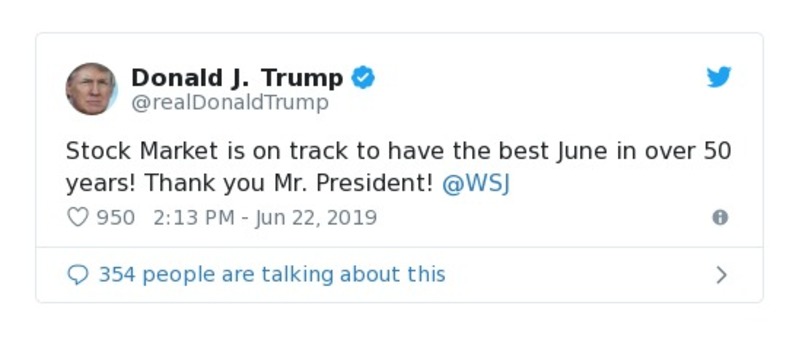 Donald J. Trump
@realDonaldTrump
Stock Market is on track to have the best June in over 50
years! Thank you Mr. President! @WSJ
950 2:13 PM - Jun 22, 2019
354 people are talking about this